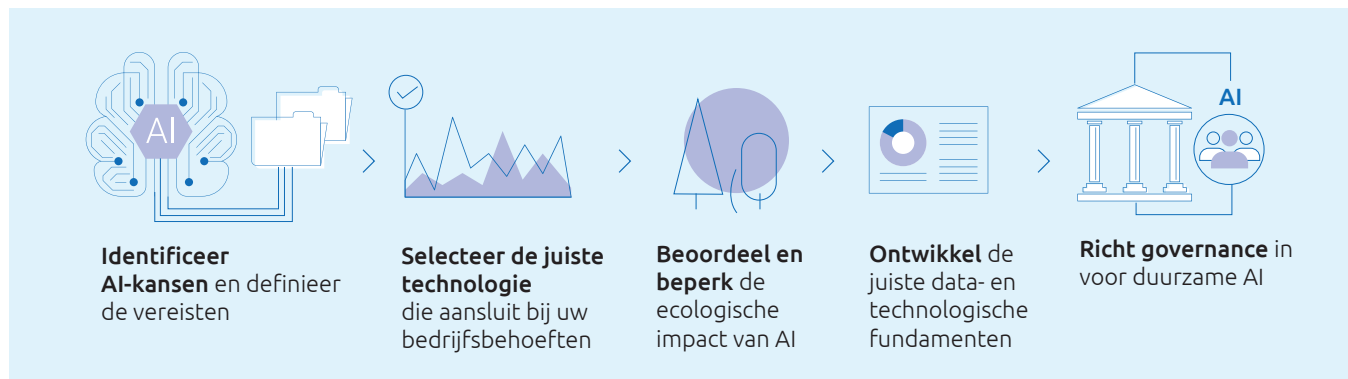 AI
Identificeer
AI-kansen en definieer
de vereisten
Selecteer de juiste
technologie
die aansluit bij uw
bedrijfsbehoeften
Beoordeel en
beperk de
ecologische
impact van AI
Ontwikkel de
juiste data- en
technologische
fundamenten
AI
Richt governance in
voor duurzame AI